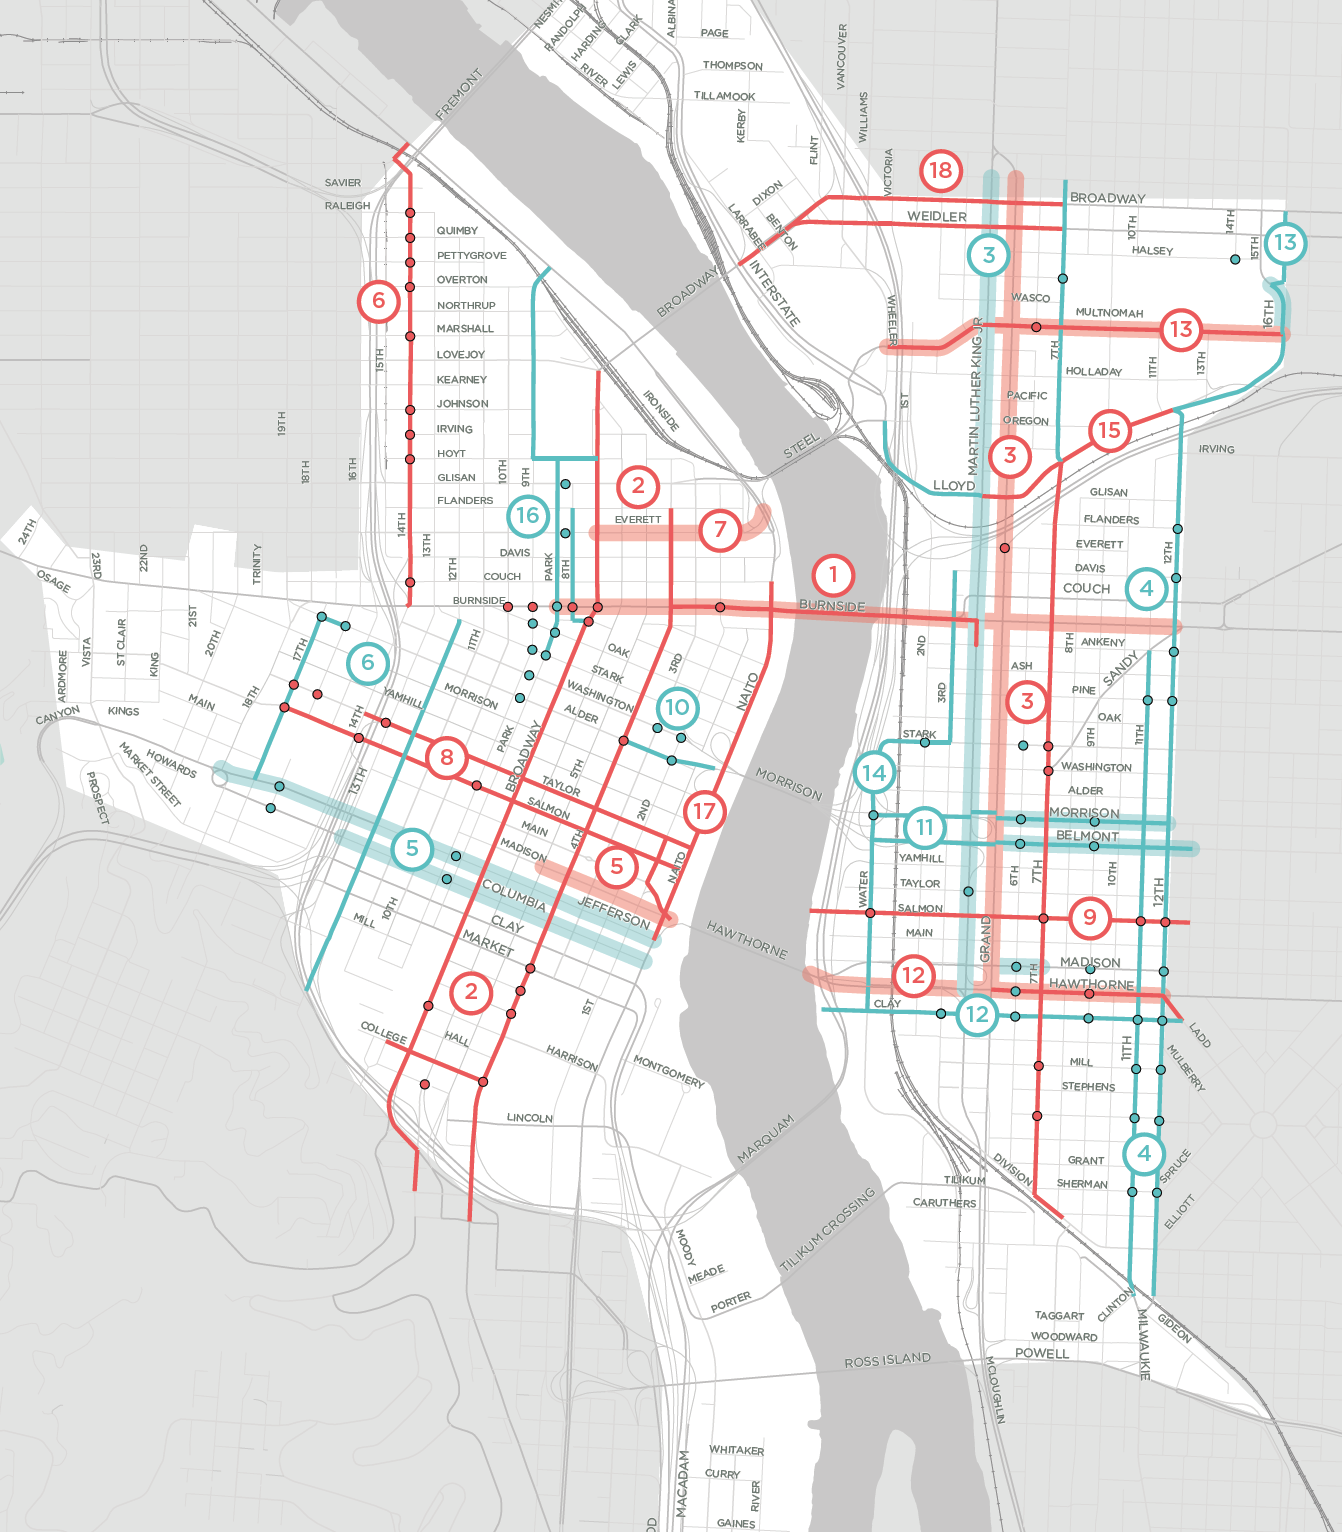 NESMI
RANDOLPH
HARDING
CLARK
ALBINA
PAGE
RIVER
LEWIS
THOMPSON
VANCOUVER
FREMONT
TILLAMOOK
KERBY
WILLIAMS
FLINT
VICTORIA
18
SAVIER
RALEIGH
DIXON
BENTON
LARRABEE
BROADWAY
WEIDLER
10TH
14TH
15TH
QUIMBY
PETTYGROVE
OVERTON
NORTHRUP
MARSHALL
LOVEJOY
KEARNEY
JOHNSON
IRVING
HOYT
GLISAN
FLANDERS
6
15TH
3
HALSEY
13
INTERSTATE
BROADWAY
WASCO
MULTNOMAH
13
16TH
WHEELER
MARTIN LUTHER KING JR
7TH
HOLLADAY
11TH
13TH
IRONSIDE
1ST
PACIFIC
OREGON
15
19TH
18TH
16TH
STEEL
3
IRVING
10TH
9TH
LLOYD
2
GLISAN
14TH
13TH
16
EVERETT
7
FLANDERS
24TH
23RD
22ND
TRINITY
12TH
DAVIS
COUCH
PARK
8TH
EVERETT
12TH
DAVIS
COUCH
4
OSAGE
BURNSIDE
1
BURNSIDE
21ST
20TH
17TH
11TH
OAK
3RD
2ND
8TH
ANKENY
ARDMORE
VISTA
ST CLAIR
KING
6
STARK
ASH
SANDY
MAIN
18TH
YAMHILL
MORRISON
WASHINGTON
NAITO
3RD
PINE
CANYON
KINGS
14TH
ALDER
10
3
OAK
9TH
11TH
STARK
HOWARDS
MARKET STREET
PARK
BROADWAY
8
5TH
MORRISON
14
WASHINGTON
PROSPECT
13TH
TAYLOR
SALMON
2ND
17
ALDER
MORRISON
MAIN
MADISON
4TH
11
BELMONT
5
5
NAITO
YAMHILL
TAYLOR
WATER
6TH
7TH
10TH
12TH
COLUMBIA
JEFFERSON
SALMON
9
10TH
MILL
CLAY
MARKET
HAWTHORNE
MAIN
GRAND
MADISON
7TH
12
HAWTHORNE
2
CLAY
12
1ST
COLLEGE
HALL
HARRISON
MONTGOMERY
11TH
LADD
MULBERRY
MILL
STEPHENS
LINCOLN
MARQUAM
4
GRANT
SHERMAN
SPRUCE
DIVISION
TILIKUM
CARUTHERS
ELLIOTT
TILIKUM CROSSING
MOODY
MEADE
PORTER
CLINTON
TAGGART
WOODWARD
POWELL
MILWAUKIE
GIDEON
ROSS ISLAND
MCLOUGHLIN
WHITAKER
CURRY
RIVER
MACADAM
GAINES